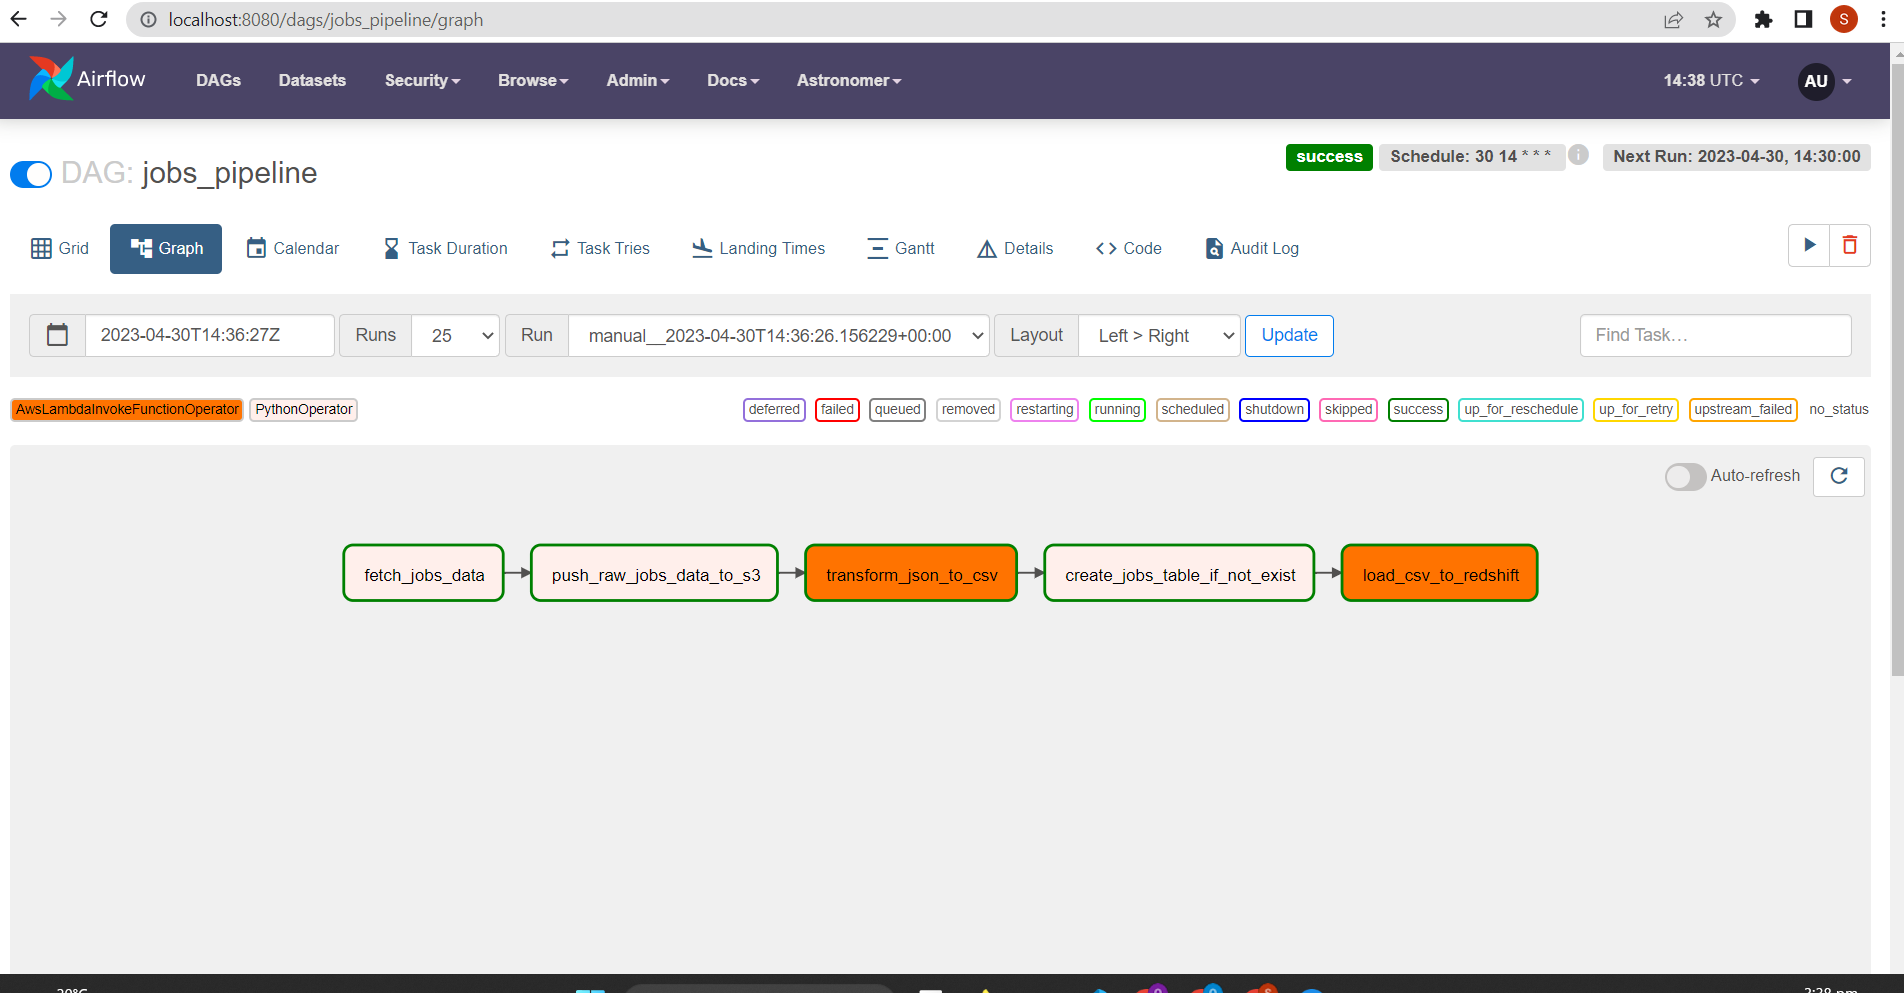 localhost:8080/dags/jobs_pipeline/graph
S
Airflow DAGs Datasets Security Browse Admin Docs Astronomer 14:38 UTC AU
DAG: jobs_pipeline success Schedule: 30 14 * * * i Next Run: 2023-04-30, 14:30:00
Grid Graph Calendar Task Duration Task Tries Landing Times Gantt Details Code Audit Log
2023-04-30T14:36:27Z Runs 25 Run manual__2023-04-30T14:36:26.156229+00:00 Layout Left > Right Update Find Task…
AwsLambdaInvokeFunctionOperator PythonOperator deferred failed queued removed restarting running scheduled shutdown skipped success up_for_reschedule up_for_retry upstream_failed no_status
Auto-refresh
fetch_jobs_data push_raw_jobs_data_to_s3 transform_json_to_csv create_jobs_table_if_not_exist load_csv_to_redshift